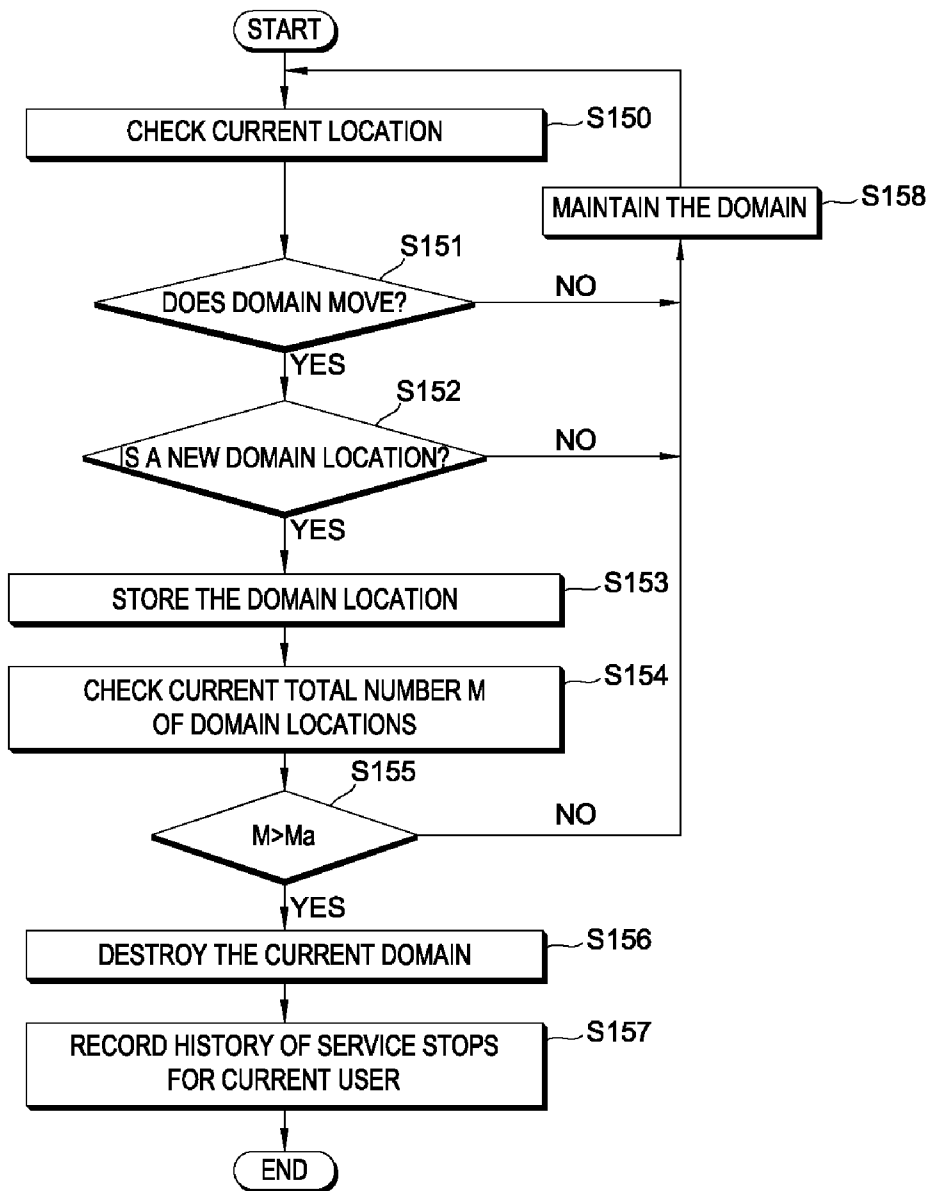 START
CHECK CURRENT LOCATION
S150
MAINTAIN THE DOMAIN
S158
S151
DOES DOMAIN MOVE?
NO
YES
S152
IS A NEW DOMAIN LOCATION?
NO
YES
STORE THE DOMAIN LOCATION
S153
CHECK CURRENT TOTAL NUMBER M
OF DOMAIN LOCATIONS
S154
S155
M>Ma
NO
YES
DESTROY THE CURRENT DOMAIN
S156
RECORD HISTORY OF SERVICE STOPS
FOR CURRENT USER
S157
END